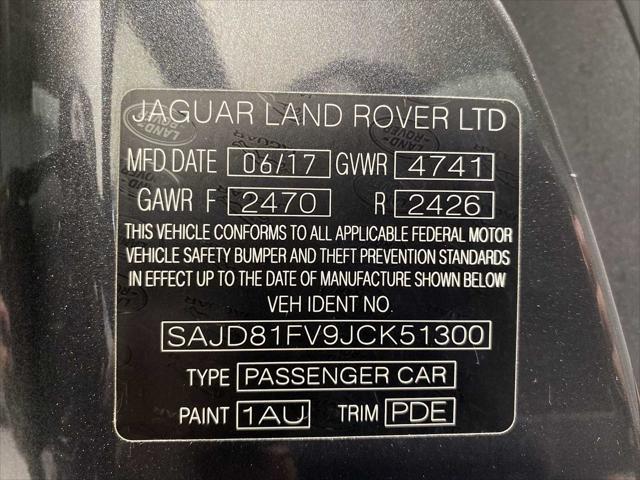 JAGUAR LAND ROVER LTD
MFD DATE 06/17 GVWR 4741
GAWR F 2470 R 2426
THIS VEHICLE CONFORMS TO ALL APPLICABLE FEDERAL MOTOR
VEHICLE SAFETY BUMPER AND THEFT PREVENTION STANDARDS
IN EFFECT UP TO THE DATE OF MANUFACTURE SHOWN BELOW
VEH IDENT NO.
SAJD81FV9JCK51300
TYPE PASSENGER CAR
PAINT 1AU TRIM PDE